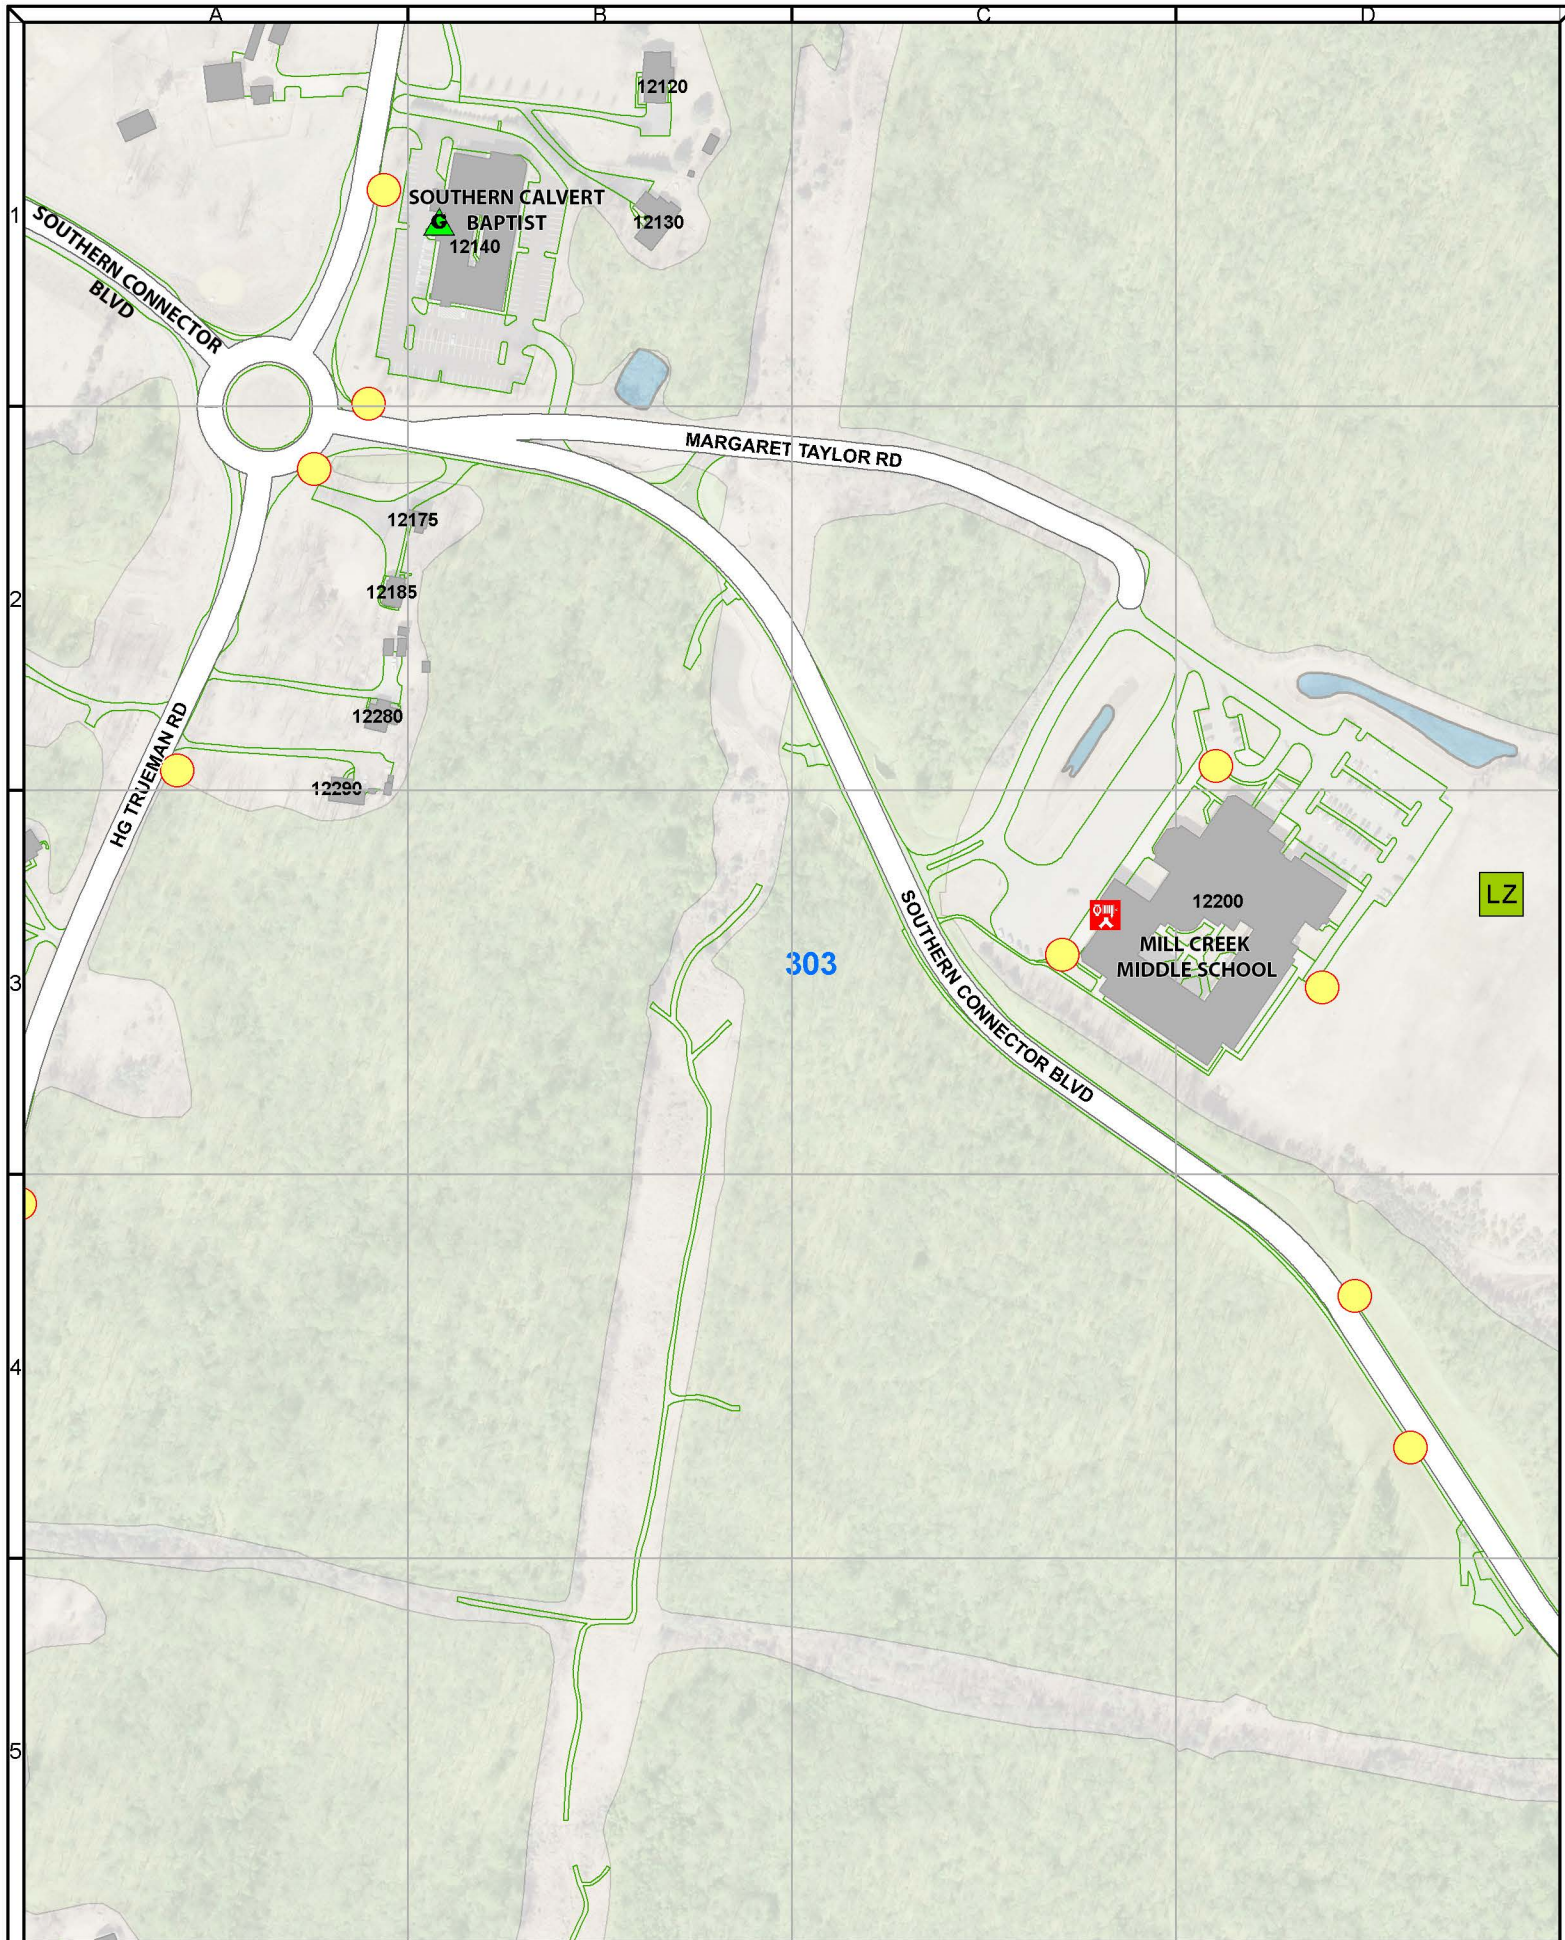 A
B
C
D
12120
1
SOUTHERN CALVERT
BAPTIST
G
12140
12130
SOUTHERN CONNECTOR
BLVD
MARGARET TAYLOR RD
12175
2
12185
12280
HG TRUEMAN RD
12290
LZ
12200
MILL CREEK
MIDDLE SCHOOL
303
3
SOUTHERN CONNECTOR BLVD
4
5